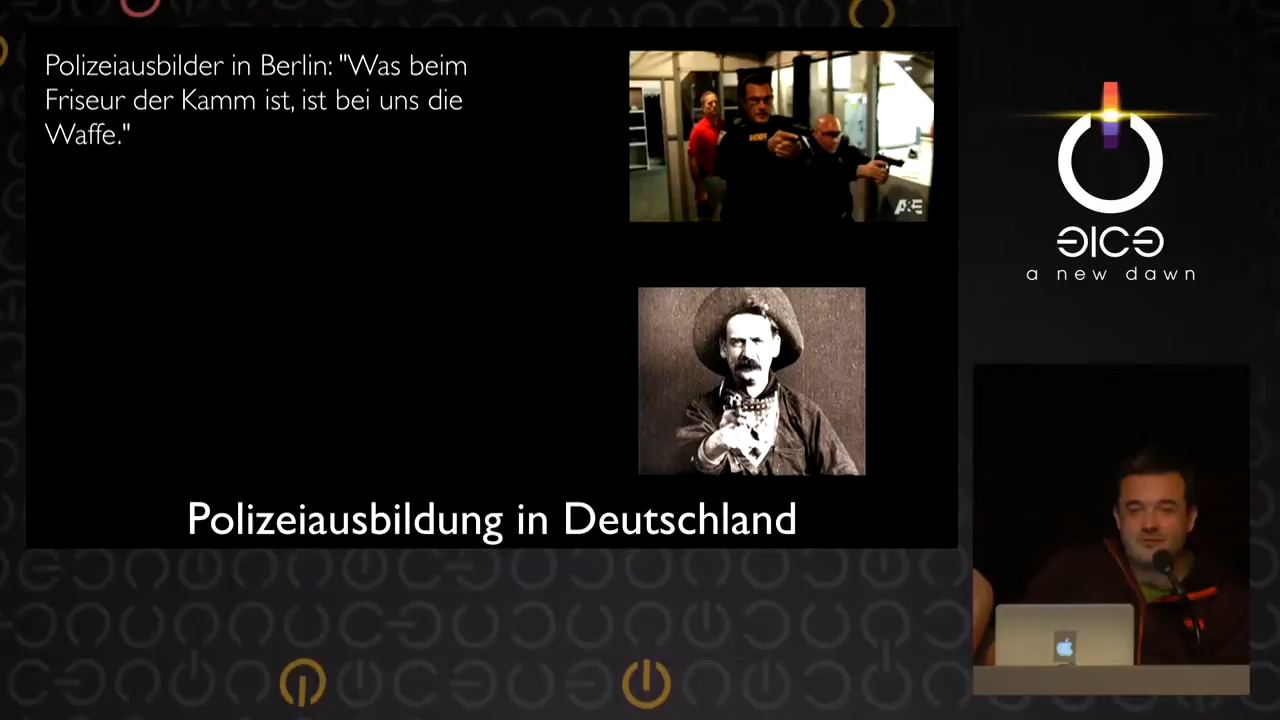 Polizeiausbilder in Berlin: "Was beim
Friseur der Kamm ist, ist bei uns die
Waffe."
A&E
Polizeiausbildung in Deutschland
a new dawn